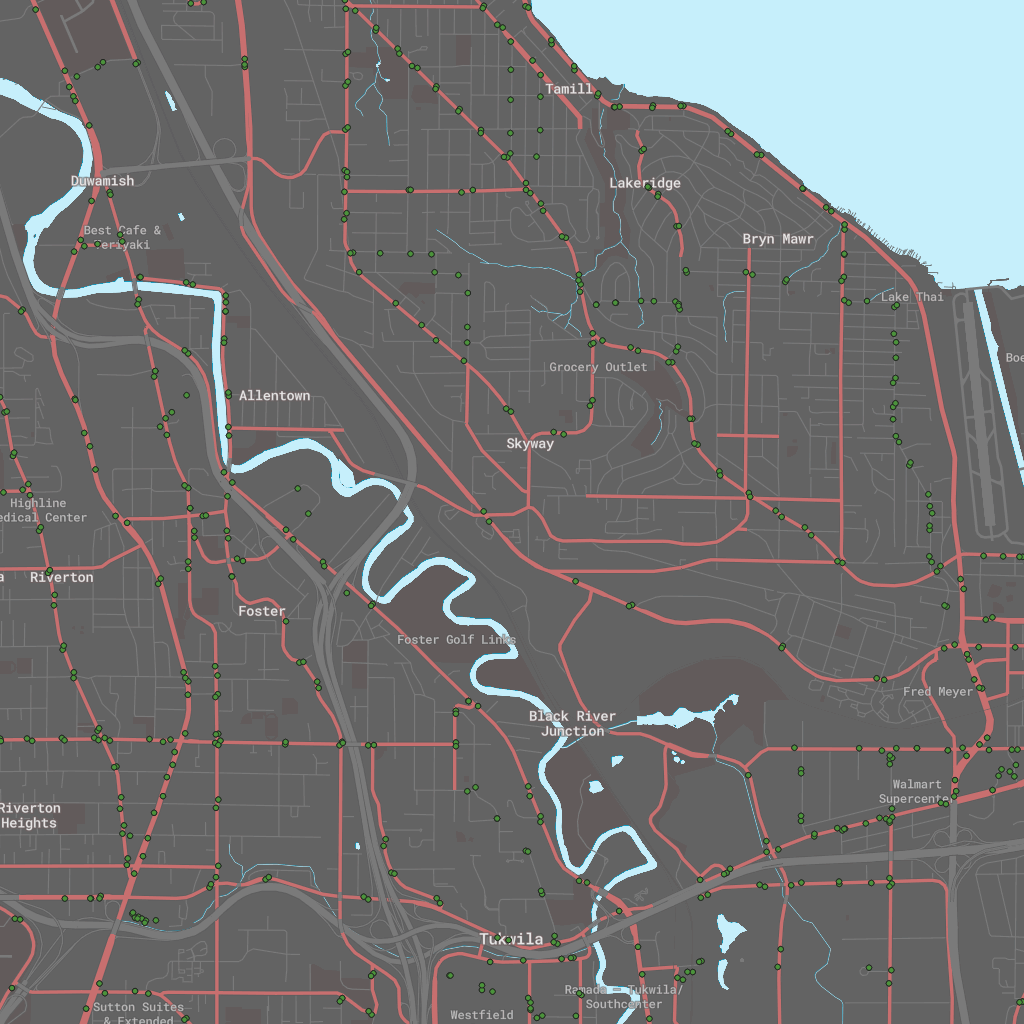 Tamill
Lakeridge
Duwamish
Best Cafe &
Teriyaki
Bryn Mawr
Lake Thai
Boe
Grocery Outlet
Allentown
Skyway
Highline
edical Center
a
Riverton
Foster
Foster Golf Links
Fred Meyer
Black River
Junction
Walmart
Supercenter
Riverton
Heights
Tukwila
Ramada - Tukwila/
Southcenter
Sutton Suites
& Extended
Westfield